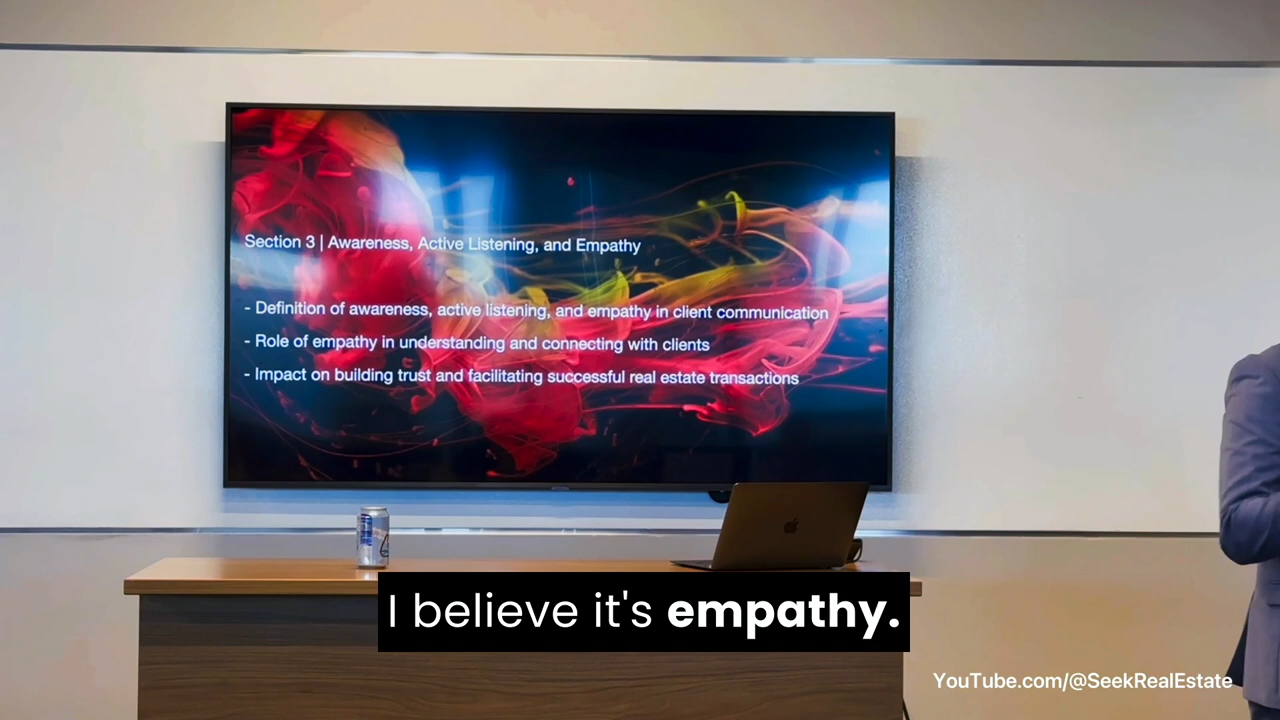 Section 3 | Awareness, Active Listening, and Empathy
- Definition of awareness, active listening, and empathy in client communication
- Role of empathy in understanding and connecting with clients
- Impact on building trust and facilitating successful real estate transactions
I believe it's empathy.
YouTube.com/@SeekRealEstate